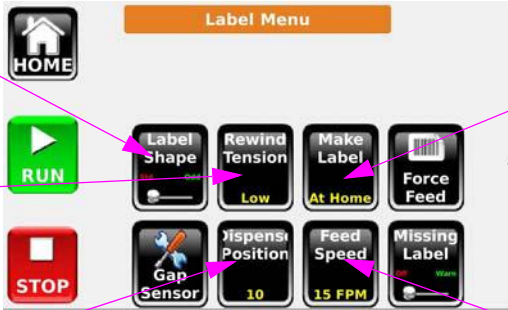 Label Menu
HOME
RUN
Label
Shape
Std Odd
Rewind
Tension
Low
Make
Label
At Home
Force
Feed
STOP
Gap
Sensor
Dispense
Position
10
Feed
Speed
15 FPM
Missing
Label
Off Warn